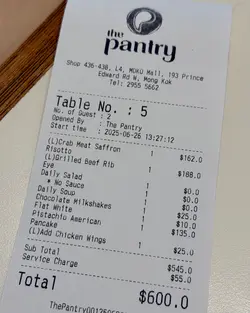 the
pantry
Shop 436-438, L4, MOKO Mall, 193 Prince
Edward Rd W, Mong Kok
Tel: 2955 5662
Table No. : 5
No. of Guest : 2
Opened By : The Pantry
Start time : 2025-06-26 13:27:12
(L)Crab Meat Saffron 1 $162.0
Risotto
(L)Grilled Beef Rib 1 $188.0
Eye
Daily Salad 1 $0.0
* No Sauce $0.0
Daily Soup 1 $0.0
Chocolate Milkshakes 1 $25.0
Flat White 1 $10.0
Pistachio American 1 $135.0
Pancake
(L)Add Chicken Wings 1 $25.0
Sub Total $545.0
Service Charge $55.0
Total $600.0